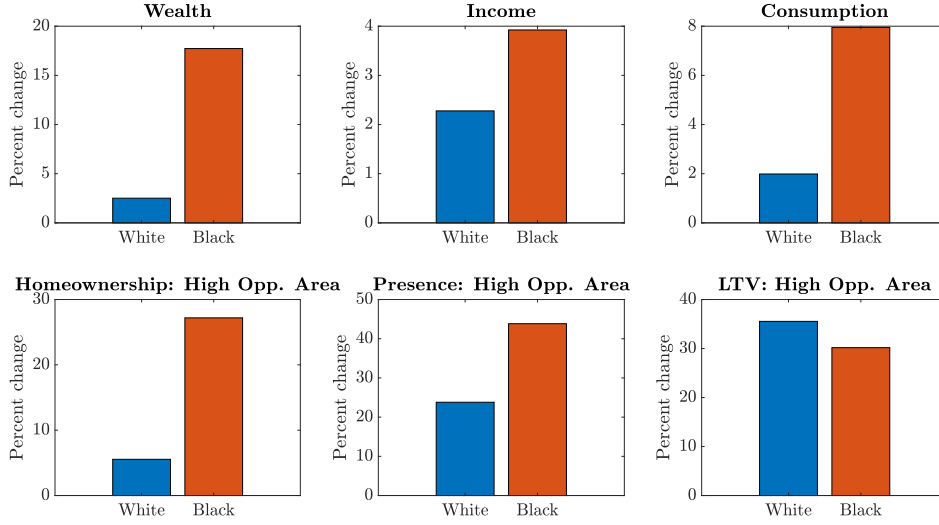 Wealth
Percent change
20
15
10
5
0
White Black
Income
Percent change
4
3
2
1
0
White Black
Consumption
Percent change
8
6
4
2
0
White Black
Homeownership: High Opp. Area
Percent change
30
20
10
0
White Black
Presence: High Opp. Area
Percent change
50
40
30
20
10
0
White Black
LTV: High Opp. Area
Percent change
40
30
20
10
0
White Black